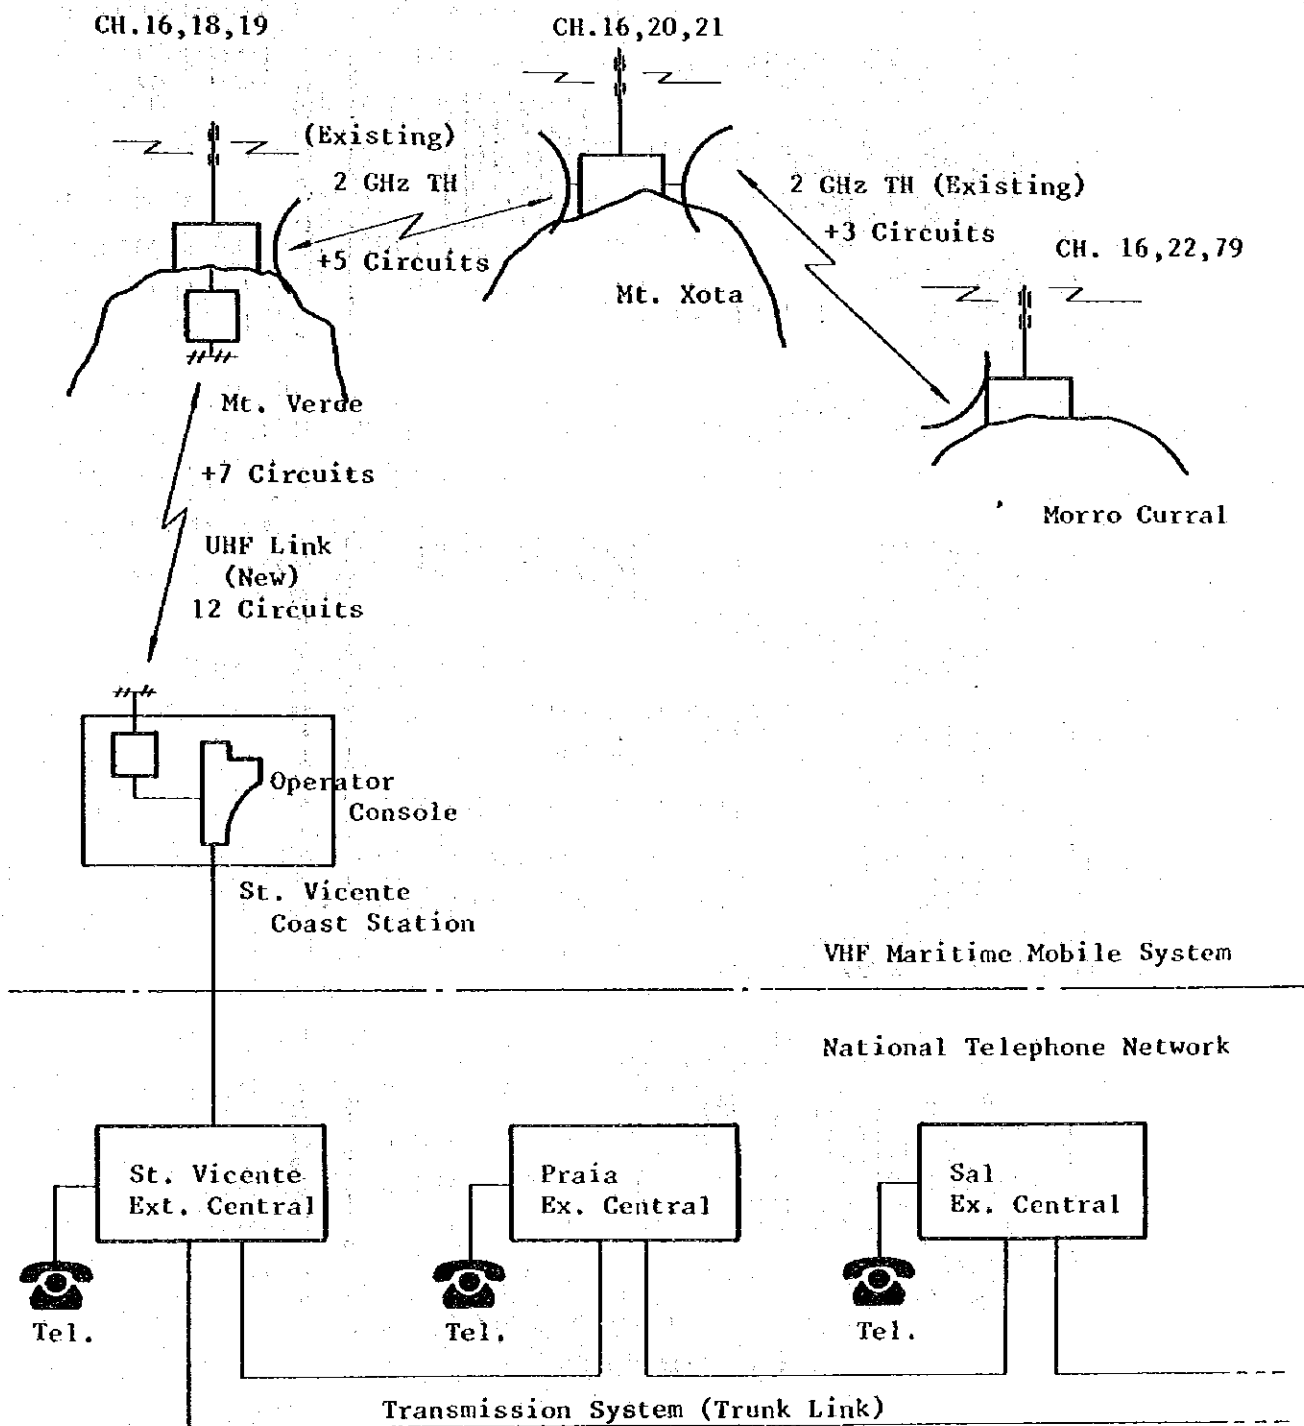 CH.16,18,19
CH.16,20,21
(Existing)
2 GHz TH
+5 Circuits
2 GHz TH (Existing)
+3 Circuits
CH. 16,22,79
Mt. Xota
Mt. Verde
Morro Curral
+7 Circuits
UHF Link
(New)
12 Circuits
Operator
Console
St. Vicente
Coast Station
VHF Maritime Mobile System
National Telephone Network
St. Vicente
Ext. Central
Praia
Ex. Central
Sal
Ex. Central
Tel.
Tel.
Tel.
Transmission System (Trunk Link)